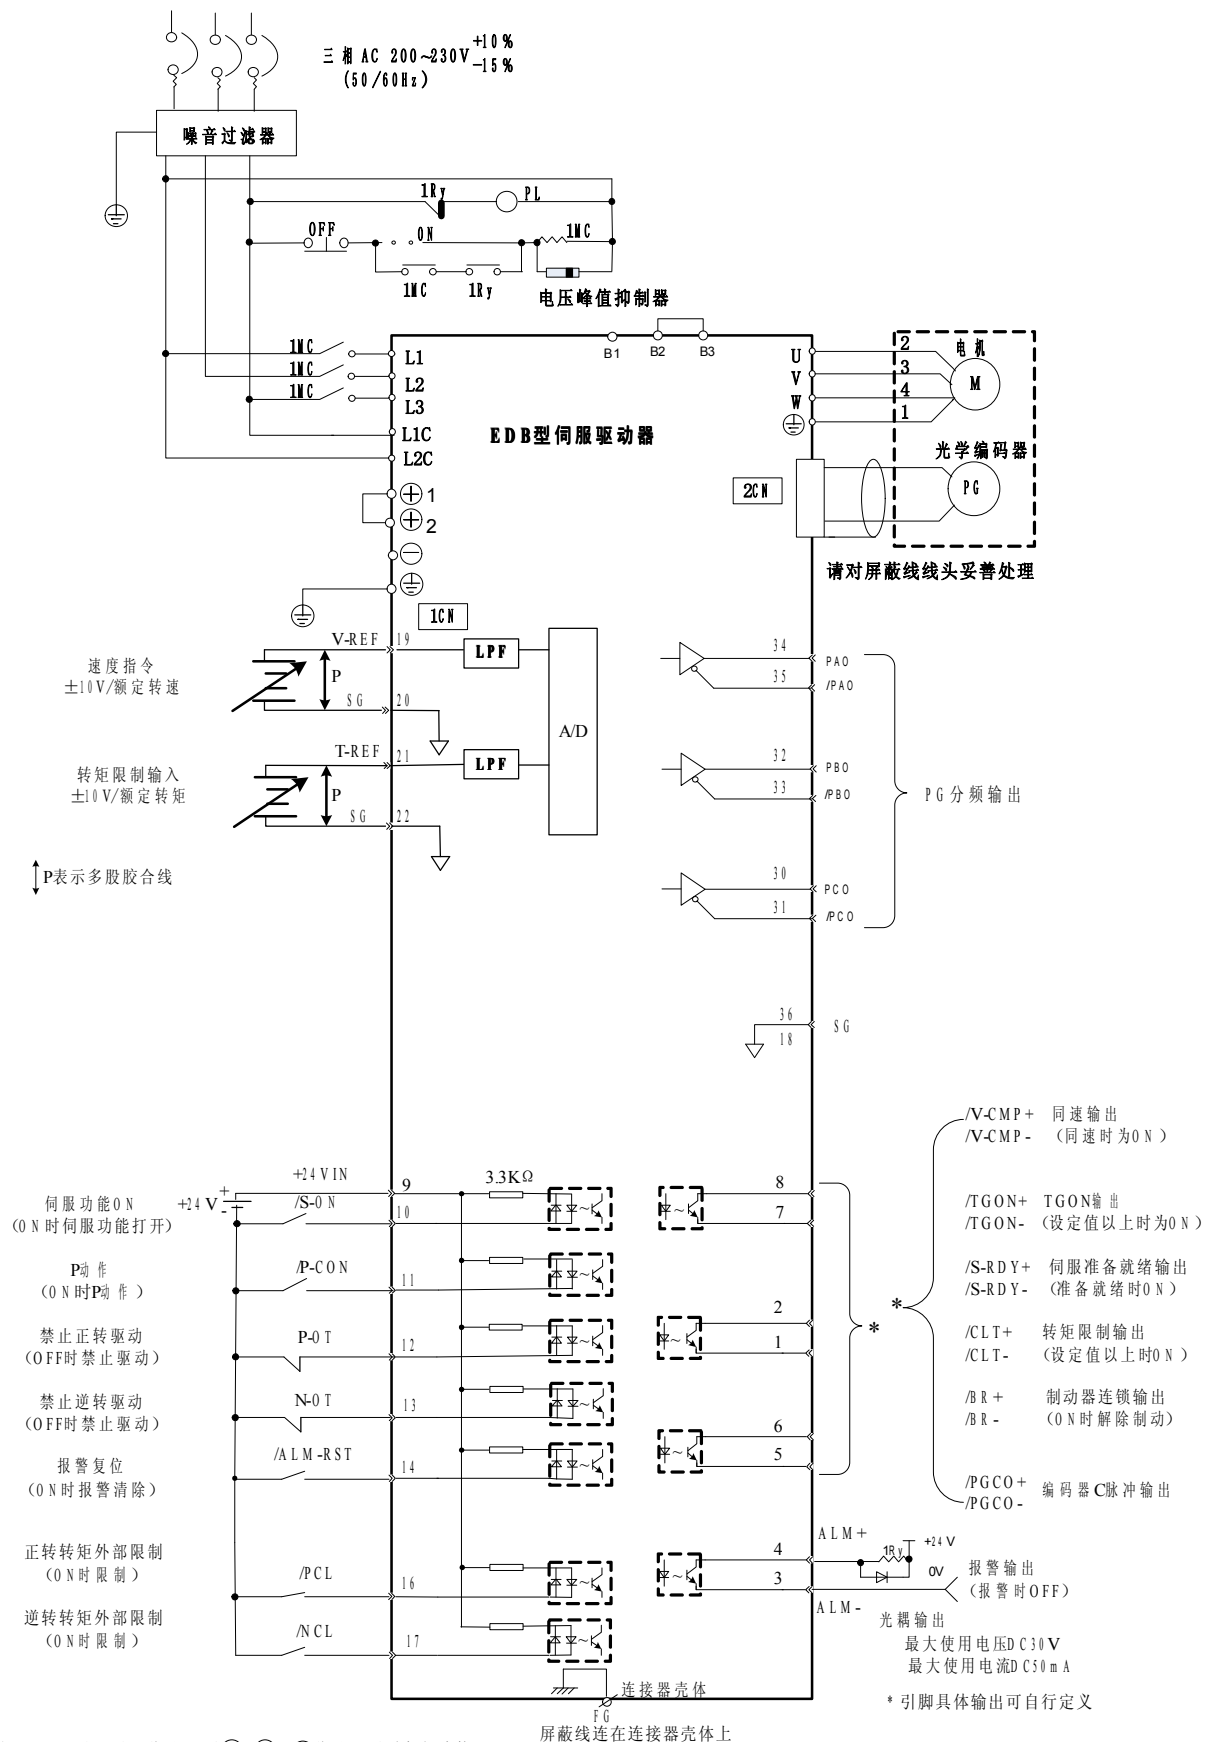 三相 AC 200~230V +10% -15%
(50/60Hz)
噪音过滤器
1Ry
PL
OFF
ON
1MC
1MC
1Ry
电压峰值抑制器
1MC
1MC
1MC
L1
L2
L3
L1C
L2C
B1
B2
B3
U
V
W
2
3
4
1
电机
M
EDB型伺服驱动器
光学编码器
PG
2CN
请对屏蔽线线头妥善处理
1
2
1CN
速度指令
±10V/额定转速
V-REF
19
P
SG
20
LPF
A/D
转矩限制输入
±10V/额定转矩
T-REF
21
P
SG
22
LPF
P表示多股胶合线
34
PAO
35
/PAO
32
PBO
33
/PBO
30
PCO
31
/PCO
PG分频输出
36
18
SG
+24VIN
+24V
+
-
9
3.3KΩ
伺服功能ON
(ON时伺服功能打开)
/S-ON
10
P动作
(ON时P动作)
/P-CON
11
禁止正转驱动
(OFF时禁止驱动)
P-OT
12
禁止逆转驱动
(OFF时禁止驱动)
N-OT
13
报警复位
(ON时报警清除)
/ALM-RST
14
正转转矩外部限制
(ON时限制)
/PCL
16
逆转转矩外部限制
(ON时限制)
/NCL
17
8
7
2
1
6
5
*
*
/V-CMP+ 同速输出
/V-CMP- (同速时为ON)
/TGON+ TGON输出
/TGON- (设定值以上时为ON)
/S-RDY+ 伺服准备就绪输出
/S-RDY- (准备就绪时ON)
/CLT+ 转矩限制输出
/CLT- (设定值以上时ON)
/BR+ 制动器连锁输出
/BR- (ON时解除制动)
/PGCO+ 编码器C脉冲输出
/PGCO-
4
3
ALM+
ALM-
1Ry
+24V
0V
报警输出
(报警时OFF)
光耦输出
最大使用电压DC30V
最大使用电流DC50mA
* 引脚具体输出可自行定义
连接器壳体
FG
屏蔽线连在连接器壳体上